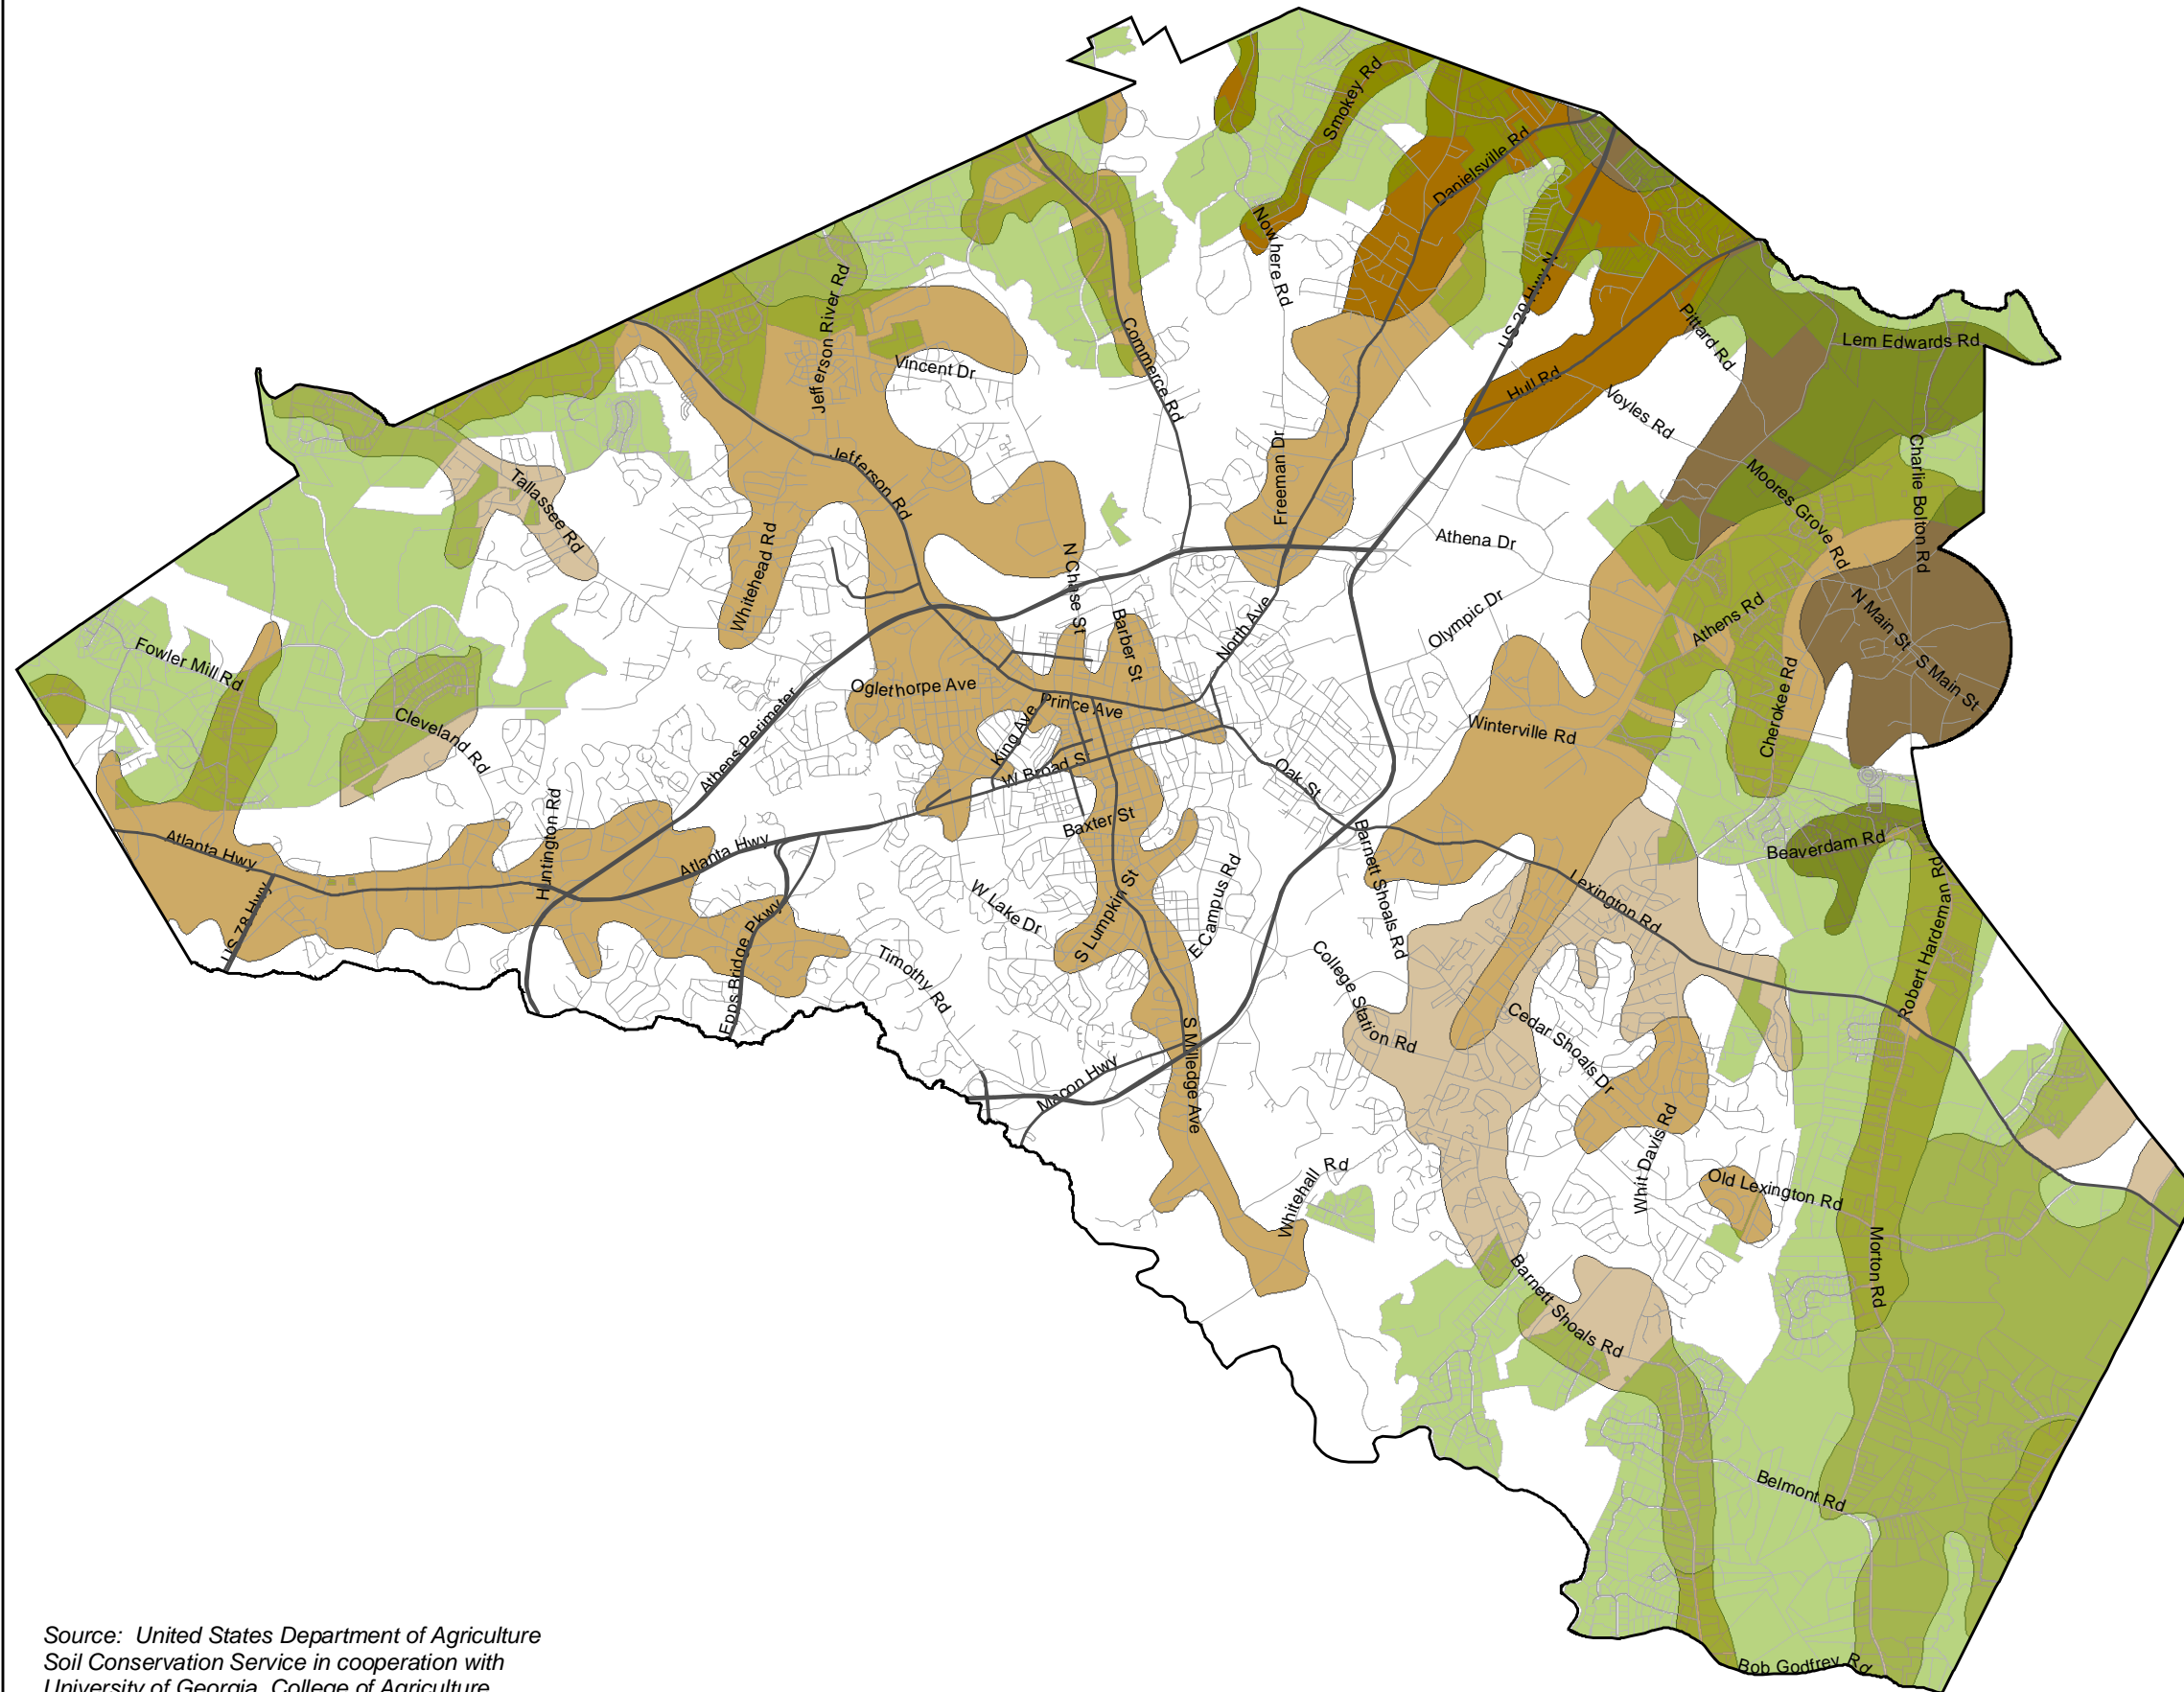 Smokey Rd
Danielsville Rd
Nowhere Rd
US 29 Hwy N
Jefferson River Rd
Commerce Rd
Vincent Dr
Pittard Rd
Lem Edwards Rd
Hull Rd
Voyles Rd
Freeman Dr
Jefferson Rd
Tallassee Rd
Moores Grove Rd
Charlie Bolton Rd
Whitehead Rd
N Chase St
Athena Dr
Barber St
North Ave
Olympic Dr
Athens Rd
N Main St
S Main St
Fowler Mill Rd
Oglethorpe Ave
Prince Ave
King Ave
Cherokee Rd
Cleveland Rd
Athens Perimeter
Winterville Rd
W Broad St
Oak St
Huntington Rd
Baxter St
Atlanta Hwy
Atlanta Hwy
Barnett Shoals Rd
Beaverdam Rd
US 78 Hwy
W Lake Dr
S Lumpkin St
E Campus Rd
Lexington Rd
Robert Hardeman Rd
Epps Bridge Pkwy
Timothy Rd
College Station Rd
Cedar Shoals Dr
Macon Hwy
S Milledge Ave
Whit Davis Rd
Whitehall Rd
Old Lexington Rd
Morton Rd
Barnett Shoals Rd
Belmont Rd
Bob Godfrey Rd
Source: United States Department of Agriculture
Soil Conservation Service in cooperation with
University of Georgia, College of Agriculture